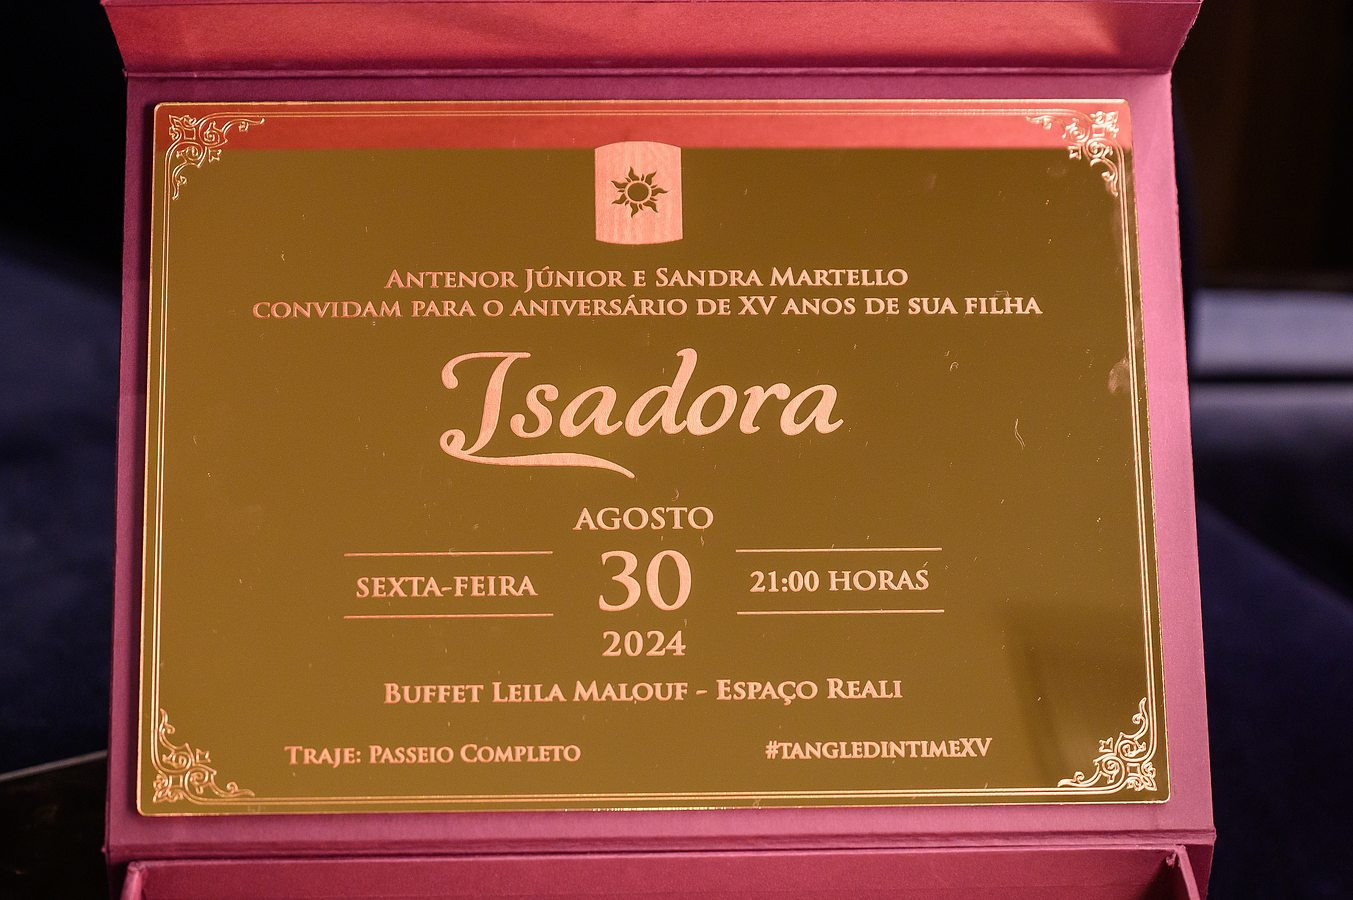 Antenor Júnior e Sandra Martello
convidam para o aniversário de XV anos de sua filha
Isadora
AGOSTO
SEXTA-FEIRA 30 21:00 HORAS
2024
Buffet Leila Malouf - Espaço Reali
Traje: Passeio Completo #TANGLEDINTIMEXV